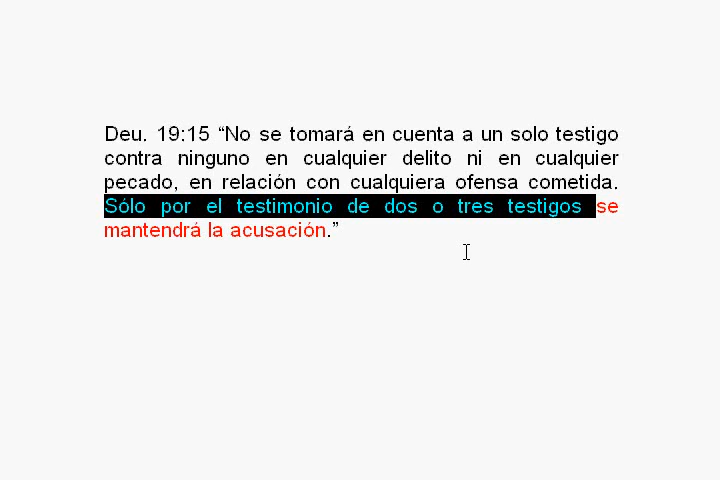 Deu. 19:15 “No se tomará en cuenta a un solo testigo
contra ninguno en cualquier delito ni en cualquier
pecado, en relación con cualquiera ofensa cometida.
Sólo por el testimonio de dos o tres testigos se
mantendrá la acusación.”